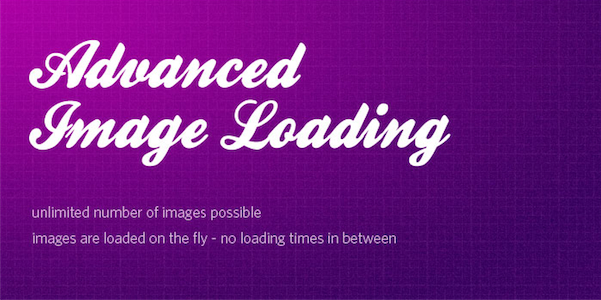 Advanced
Image Loading
unlimited number of images possible
images are loaded on the fly - no loading times in between